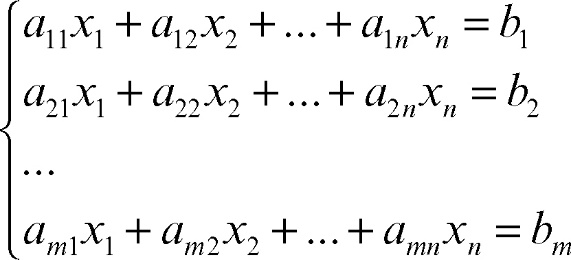 a₁₁x₁ + a₁₂x₂ + ... + a₁ₙxₙ = b₁
a₂₁x₁ + a₂₂x₂ + ... + a₂ₙxₙ = b₂
...
aₘ₁x₁ + aₘ₂x₂ + ... + aₘₙxₙ = bₘ